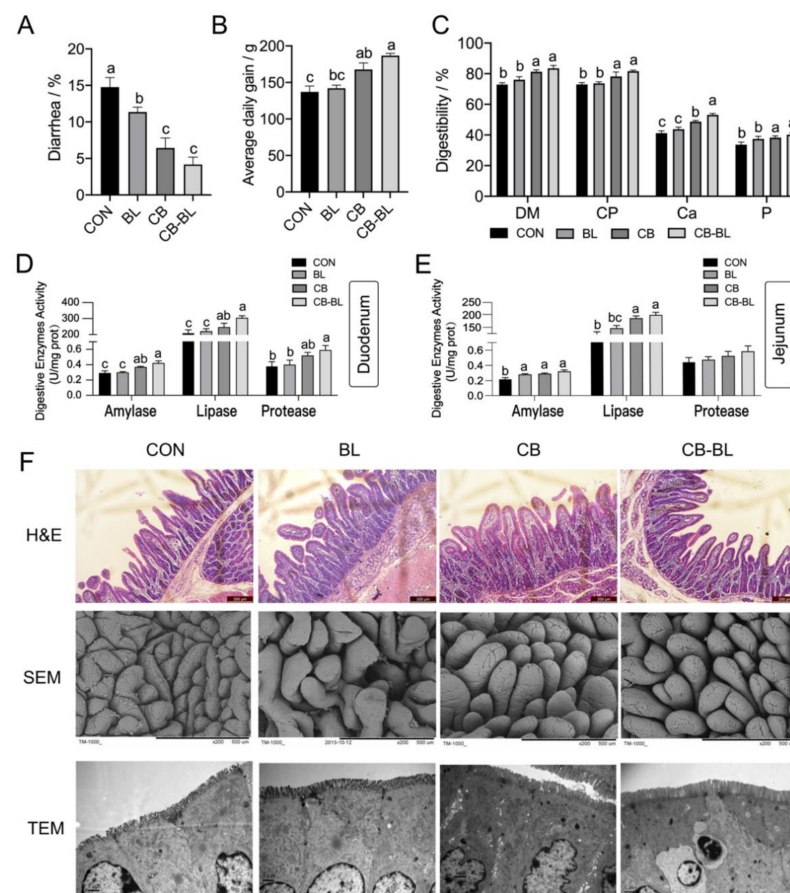 A
Diarrhea / %
20
15
10
5
0
a
b
c
c
CON
BL
CB
CB-BL
B
Average daily gain / g
200
150
100
50
0
c
bc
ab
a
CON
BL
CB
CB-BL
C
Digestibility / %
100
80
60
40
20
0
b b a a
b b a a
c c b a
b b a a
DM CP Ca P
CON BL CB CB-BL
D
Digestive Enzymes Activity
(U/mg prot)
400
300
200
0.6
0.4
0.2
0.0
CON
BL
CB
CB-BL
c c ab a
c c ab a
b b ab a
Amylase Lipase Protease
Duodenum
E
Digestive Enzymes Activity
(U/mg prot)
250
200
150
0.6
0.4
0.2
0.0
CON
BL
CB
CB-BL
b a a a
b bc a a
Amylase Lipase Protease
Jejunum
F
CON BL CB CB-BL
H&E
SEM
TM-1000_ x200 500 um
TM-1000_ 2013-10-12 x200 500 um
TM-1000_ x200 500 um
TM-1000_ x200 500 um
TEM